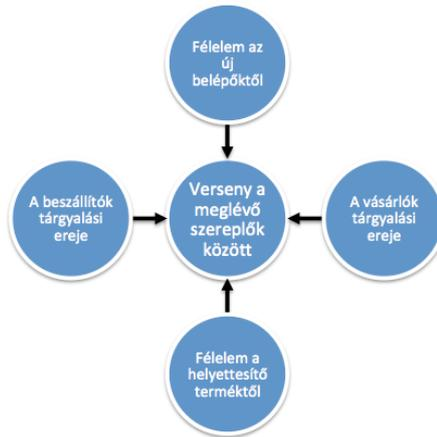 Félelem az
új
belépőktől
A beszállítók
tárgyalási
ereje
Verseny a
meglévő
szereplők
között
A vásárlók
tárgyalási
ereje
Félelem a
helyettesítő
terméktől